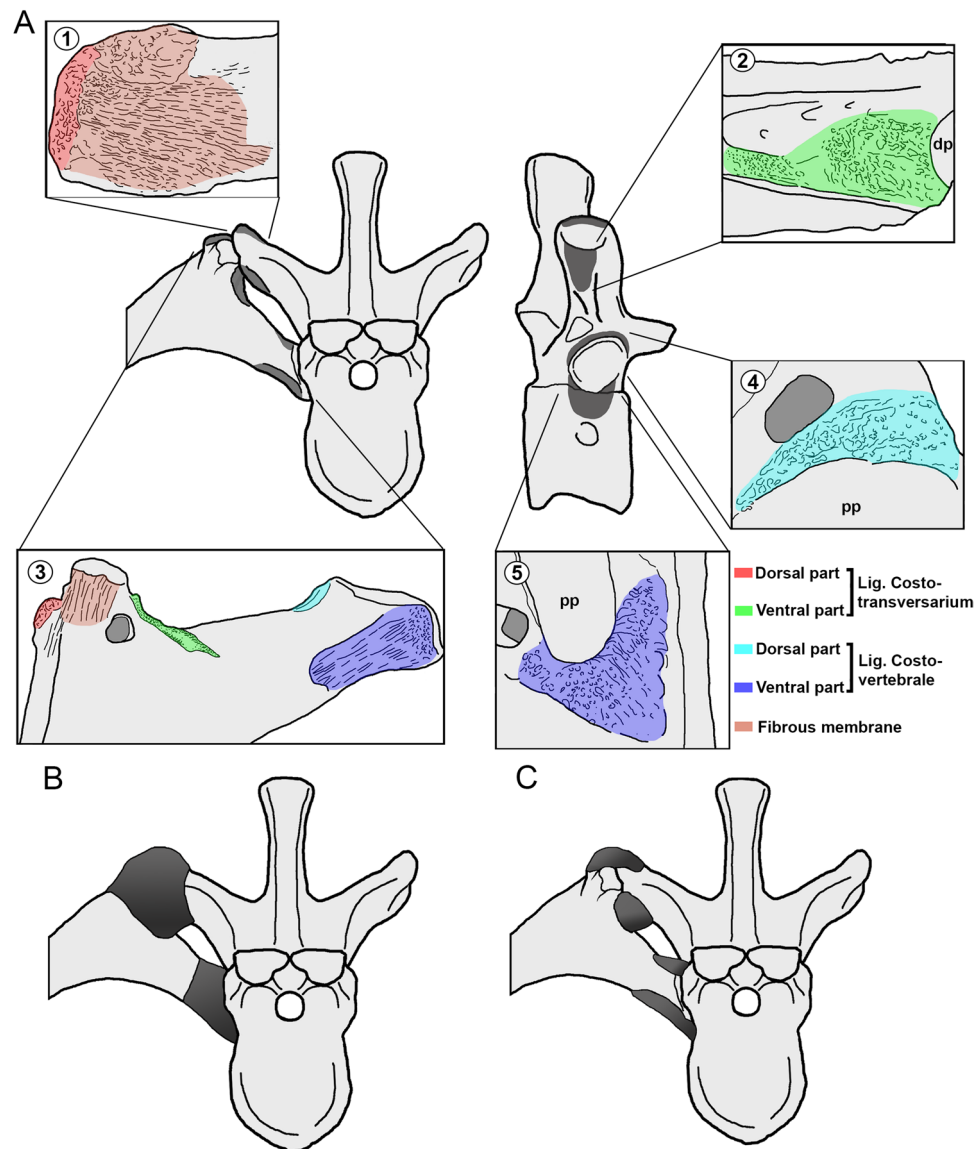 A
1
2
dp
4
pp
3
5
pp
Dorsal part
Ventral part
Lig. Costo-
transversarium
Dorsal part
Ventral part
Lig. Costo-
vertebrale
Fibrous membrane
B
C